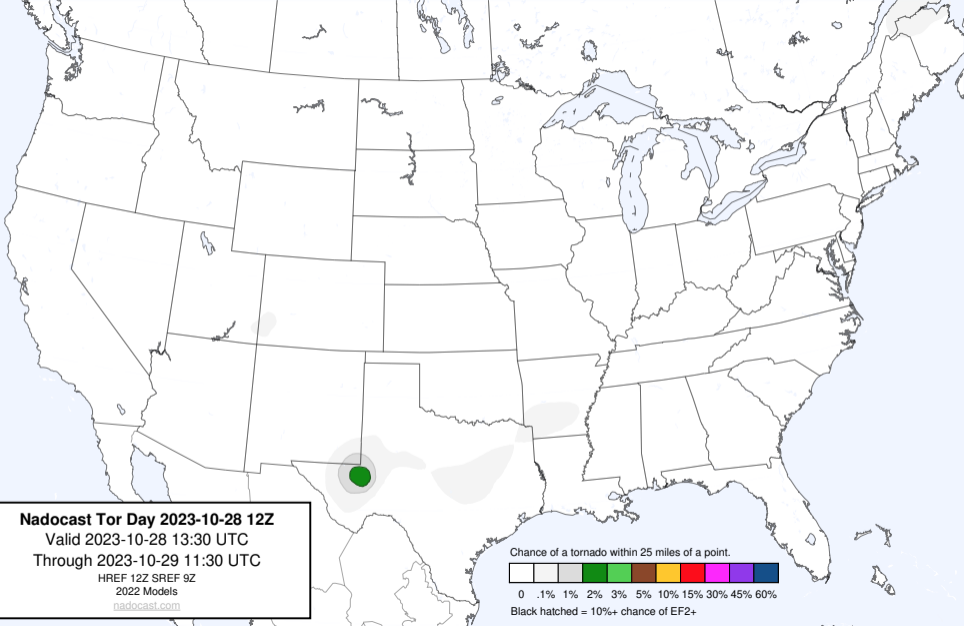 Nadocast Tor Day 2023-10-28 12Z
Valid 2023-10-28 13:30 UTC
Through 2023-10-29 11:30 UTC
HREF 12Z SREF 9Z
2022 Models
nadocast.com
Chance of a tornado within 25 miles of a point.
0 .1% 1% 2% 3% 5% 10% 15% 30% 45% 60%
Black hatched = 10%+ chance of EF2+